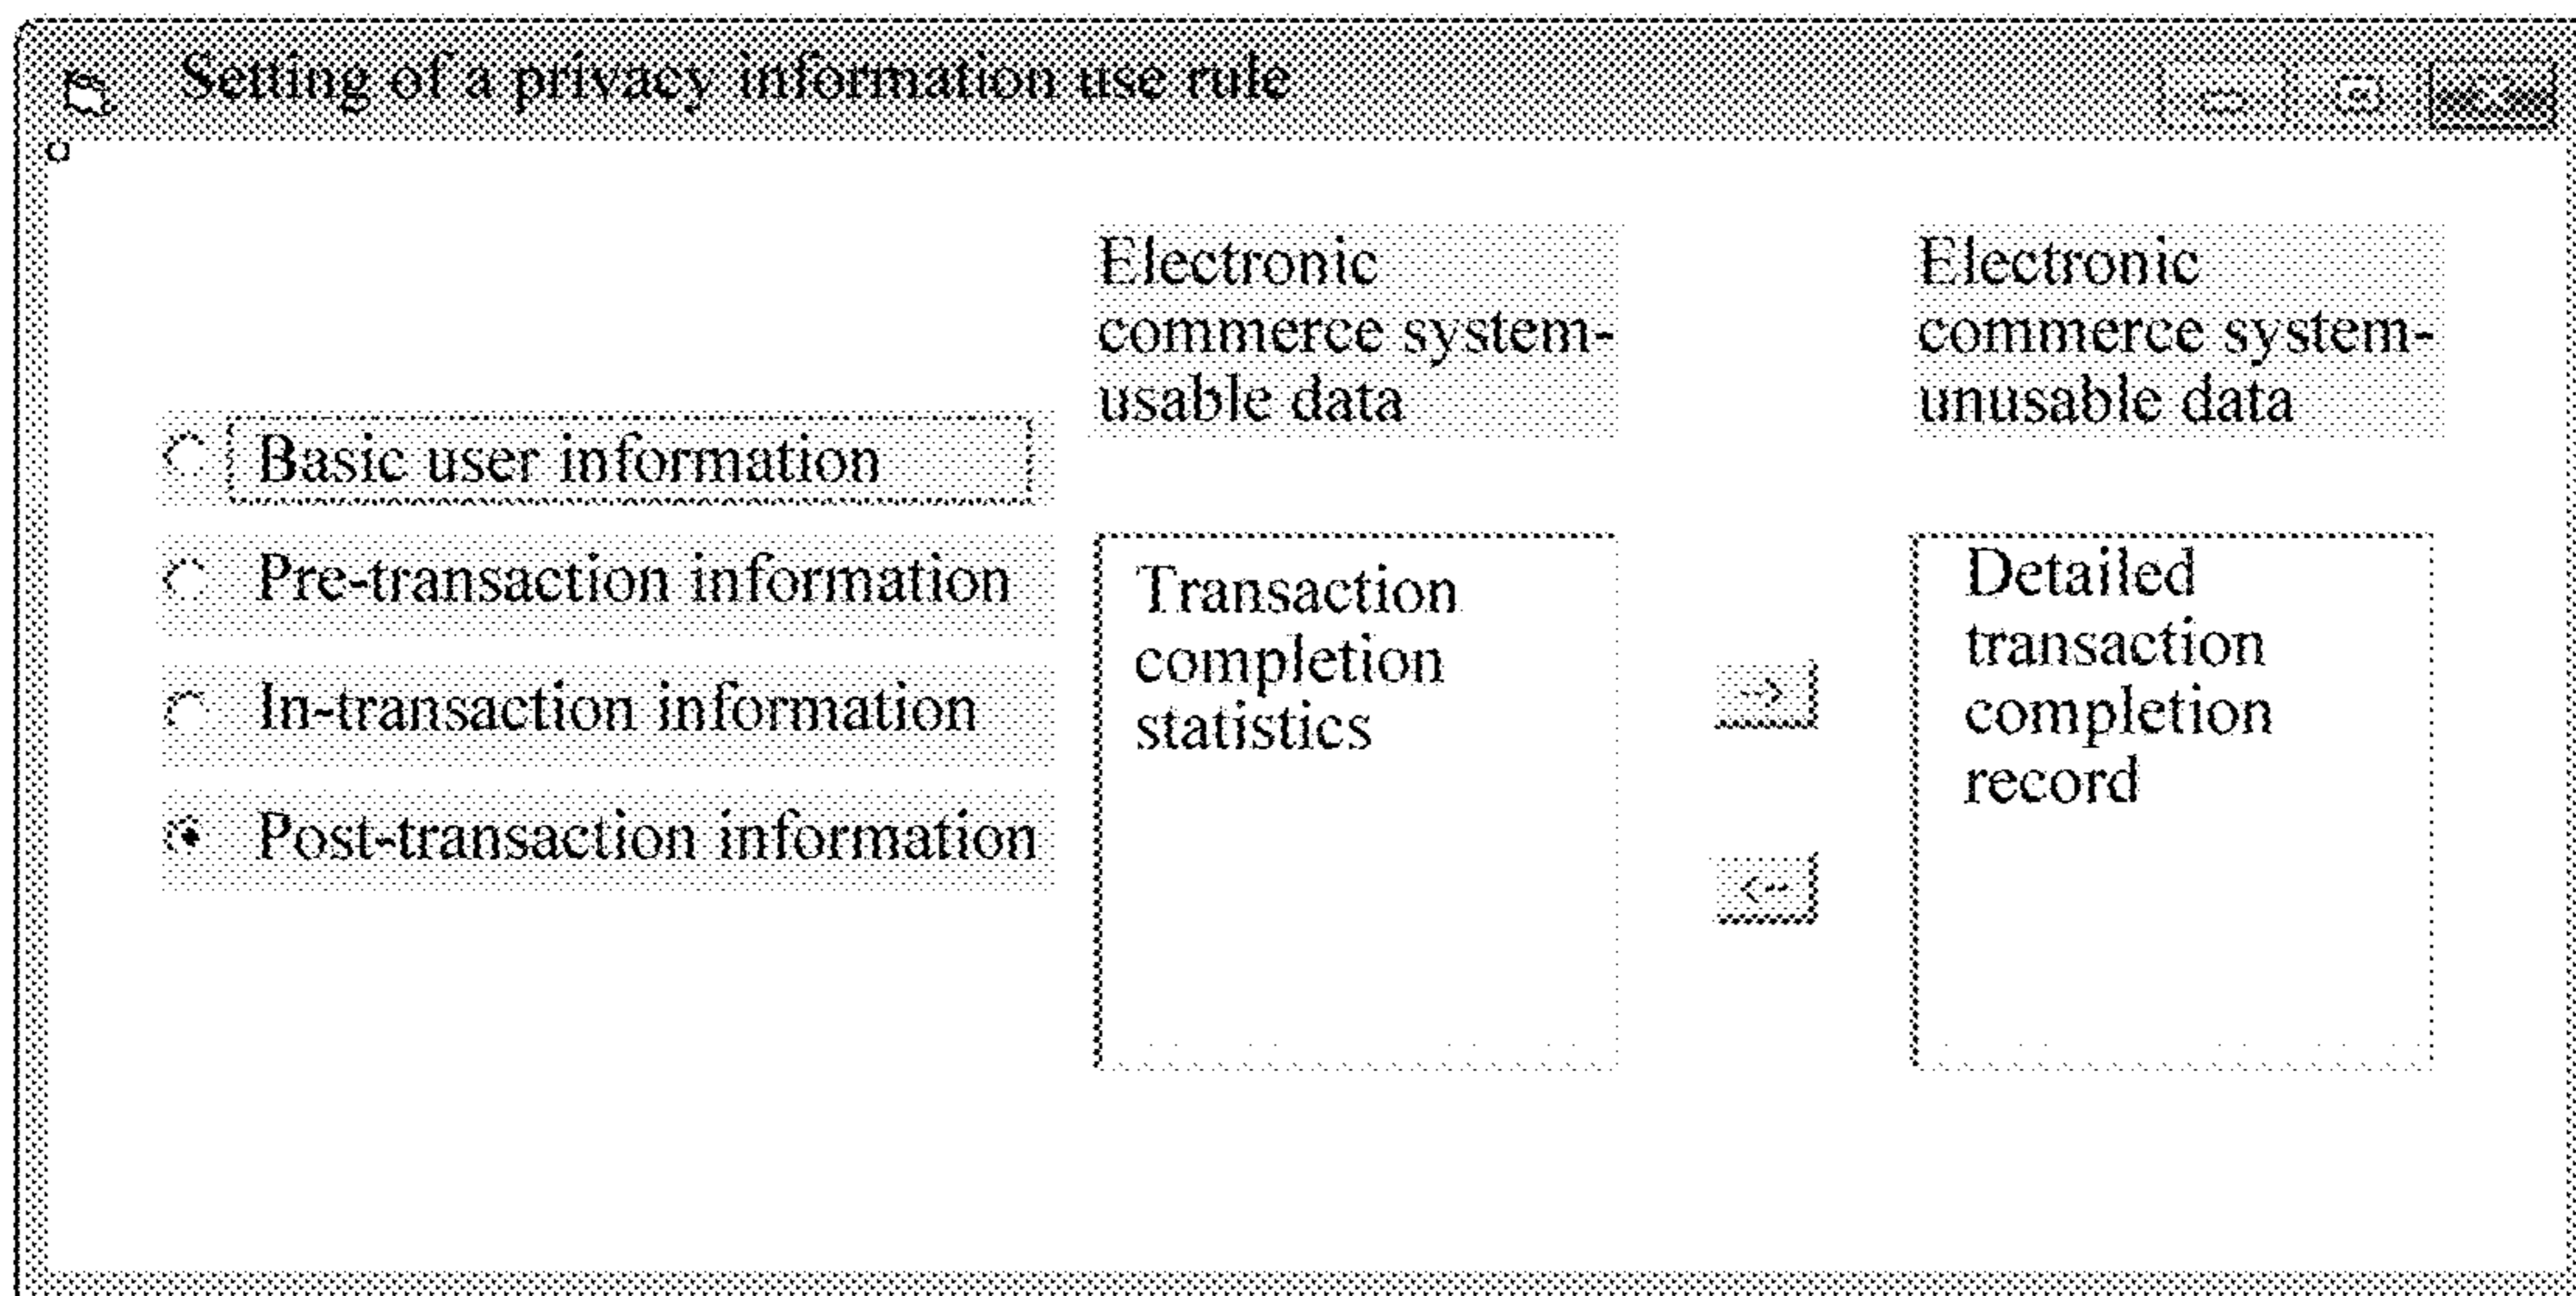 Setting of a privacy information use rule
Electronic
commerce system-
usable data
Electronic
commerce system-
unusable data
Basic user information
Pre-transaction information
In-transaction information
Post-transaction information
Transaction
completion
statistics
-->
<--
Detailed
transaction
completion
record